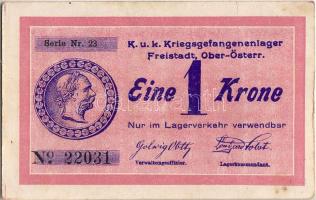 Serie Nr. 23
K. u. k. Kriegsgefangenenlager
Freistadt, Ober-Österr.
Eine 1 Krone
Nur im Lagerverkehr verwendbar
No 22031
Verwaltungsoffizier.
Lagerkommandant.